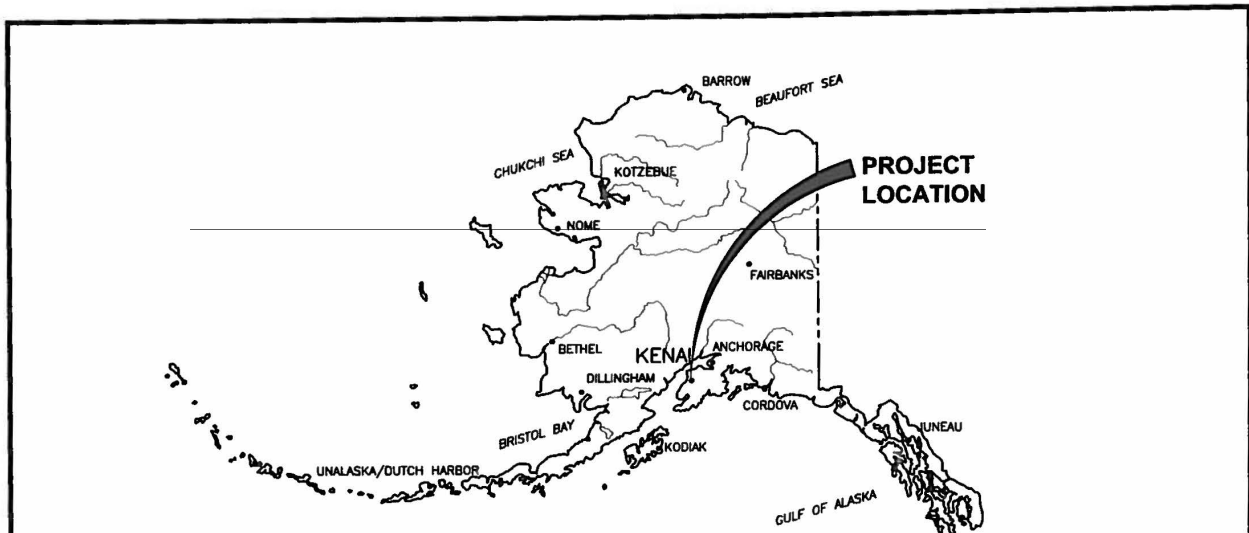 BARROW
BEAUFORT SEA
CHUKCHI SEA
KOTZEBUE
PROJECT
LOCATION
NOME
FAIRBANKS
BETHEL
KENAI
ANCHORAGE
DILLINGHAM
CORDOVA
BRISTOL BAY
KODIAK
JUNEAU
UNALASKA/DUTCH HARBOR
GULF OF ALASKA